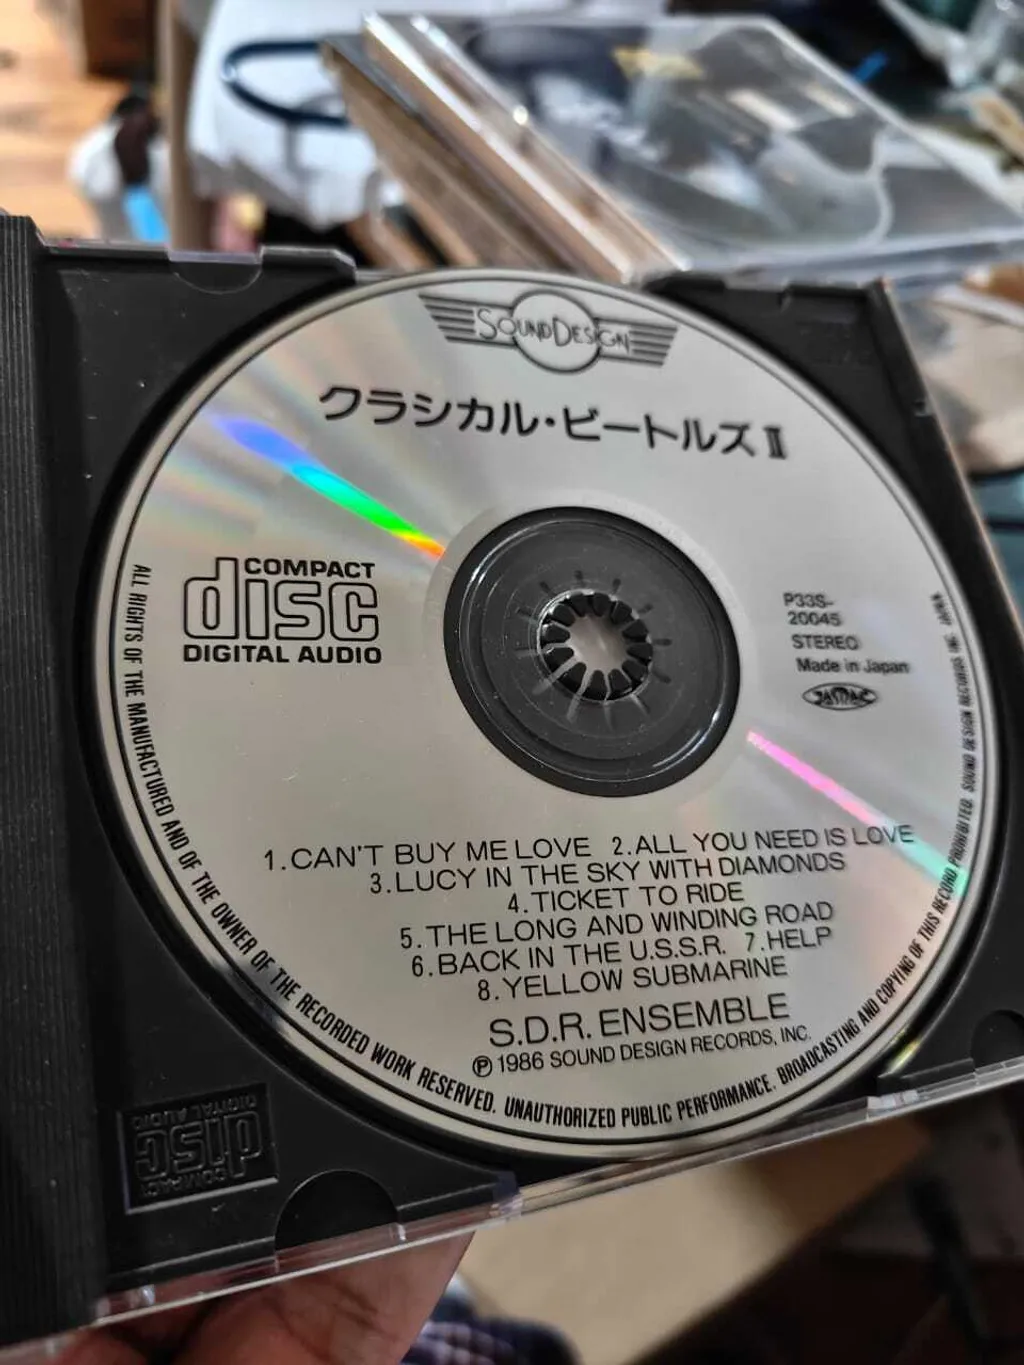 SOUNDDESIGN
クラシカル・ビートルズⅡ
COMPACT
disc
DIGITAL AUDIO
P33S-
20045
STEREO
Made in Japan
JASRAC
1.CAN'T BUY ME LOVE 2.ALL YOU NEED IS LOVE
3.LUCY IN THE SKY WITH DIAMONDS
4.TICKET TO RIDE
5.THE LONG AND WINDING ROAD
6.BACK IN THE U.S.S.R. 7.HELP
8.YELLOW SUBMARINE
S.D.R. ENSEMBLE
Ⓟ 1986 SOUND DESIGN RECORDS, INC.
ALL RIGHTS OF THE MANUFACTURED AND OF THE OWNER OF THE RECORDED WORK RESERVED. UNAUTHORIZED PUBLIC PERFORMANCE. BROADCASTING AND COPYING OF THIS RECORD PROHIBITED. SOUND DESIGN RECORDS INC. JAPAN
COMPACT
disc
DIGITAL AUDIO